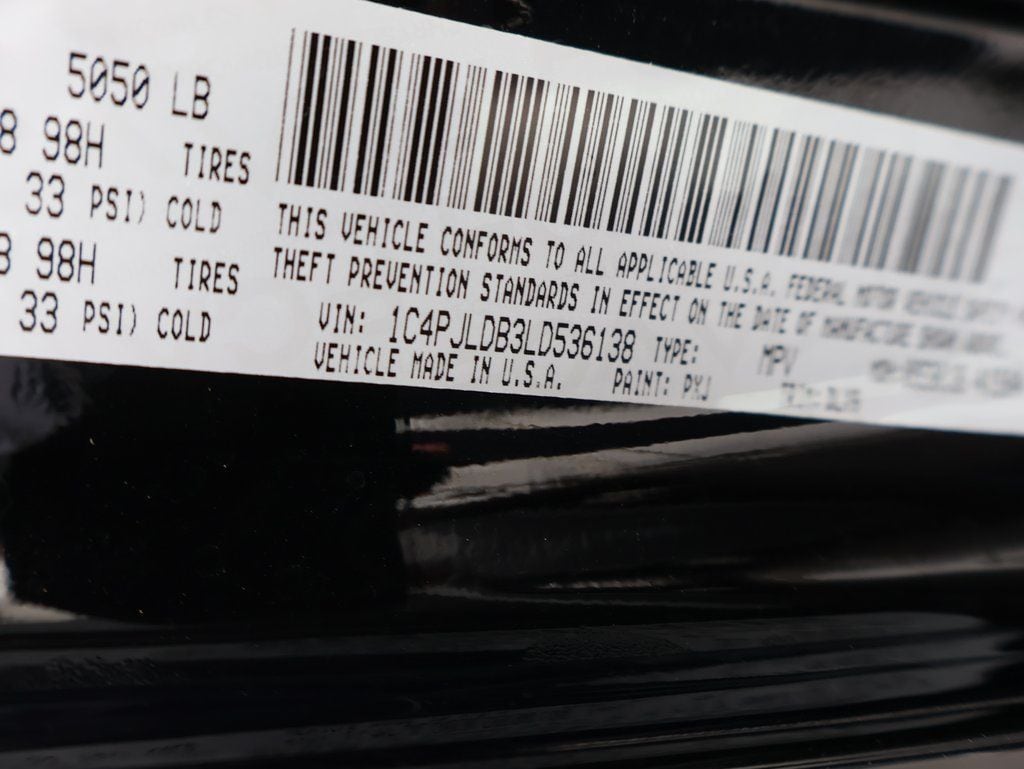 5050 LB
98H TIRES
33 PSI) COLD
98H TIRES
33 PSI) COLD
THIS VEHICLE CONFORMS TO ALL APPLICABLE U.S.A. FEDERAL MOTOR VEHICLE SAFETY
THEFT PREVENTION STANDARDS IN EFFECT ON THE DATE OF MANUFACTURE SHOWN ABOVE.
VIN: 1C4PJLDB3LD536138 TYPE: MPV
VEHICLE MADE IN U.S.A. PAINT: PXJ